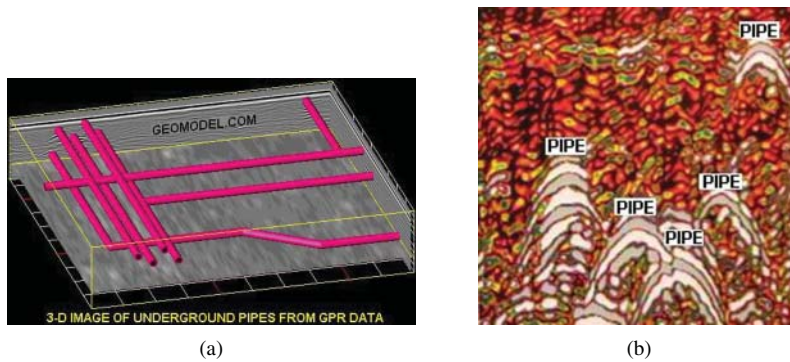 GEOMODEL.COM
3-D IMAGE OF UNDERGROUND PIPES FROM GPR DATA
(a)
PIPE
PIPE
PIPE
PIPE
PIPE
(b)